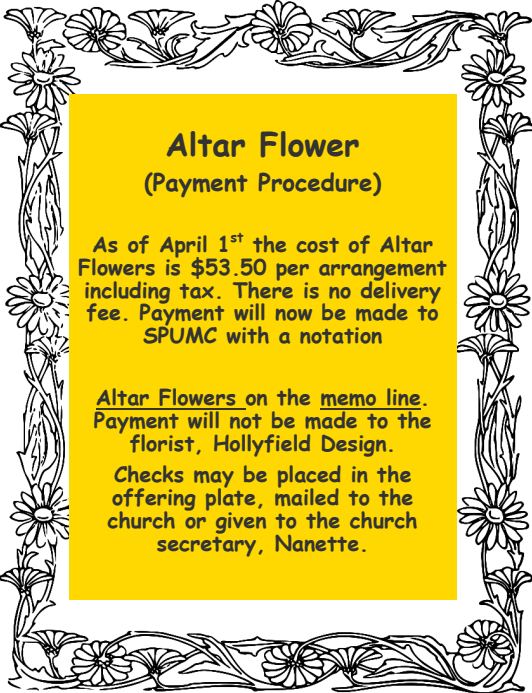 Altar Flower
(Payment Procedure)
As of April 1st the cost of Altar
Flowers is $53.50 per arrangement
including tax. There is no delivery
fee. Payment will now be made to
SPUMC with a notation
Altar Flowers on the memo line.
Payment will not be made to the
florist, Hollyfield Design.
Checks may be placed in the
offering plate, mailed to the
church or given to the church
secretary, Nanette.